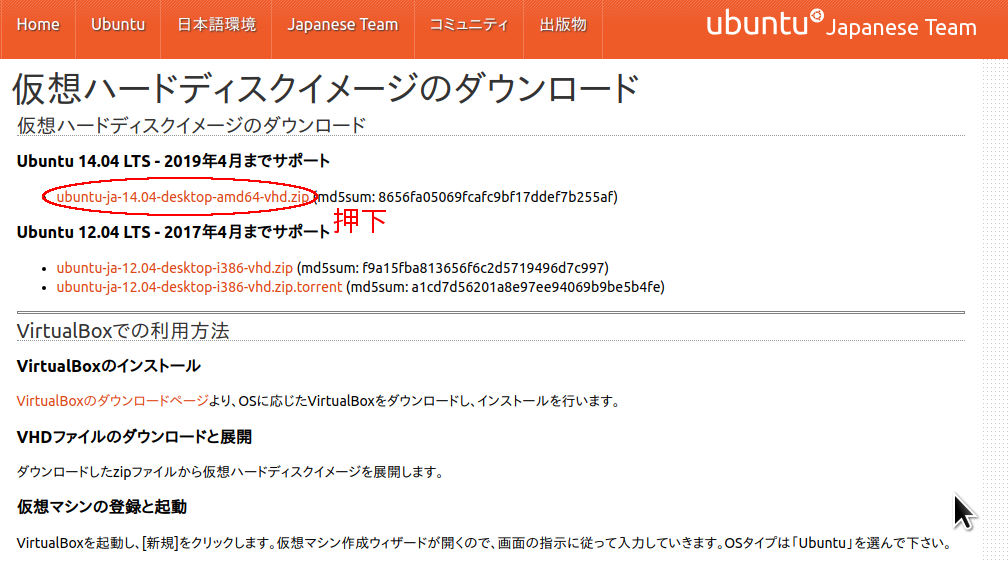 Home Ubuntu 日本語環境 Japanese Team コミュニティ 出版物 ubuntu Japanese Team
仮想ハードディスクイメージのダウンロード
仮想ハードディスクイメージのダウンロード
Ubuntu 14.04 LTS - 2019年4月までサポート
ubuntu-ja-14.04-desktop-amd64-vhd.zip (md5sum: 8656fa05069fcafc9bf17ddef7b255af)
押下
Ubuntu 12.04 LTS - 2017年4月までサポート
• ubuntu-ja-12.04-desktop-i386-vhd.zip (md5sum: f9a15fba813656f6c2d5719496d7c997)
• ubuntu-ja-12.04-desktop-i386-vhd.zip.torrent (md5sum: a1cd7d56201a8e97ee94069b9be5b4fe)
VirtualBoxでの利用方法
VirtualBoxのインストール
VirtualBoxのダウンロードページより、OSに応じたVirtualBoxをダウンロードし、インストールを行います。
VHDファイルのダウンロードと展開
ダウンロードしたzipファイルから仮想ハードディスクイメージを展開します。
仮想マシンの登録と起動
VirtualBoxを起動し、[新規]をクリックします。仮想マシン作成ウィザードが開くので、画面の指示に従って入力していきます。OSタイプは「Ubuntu」を選んで下さい。